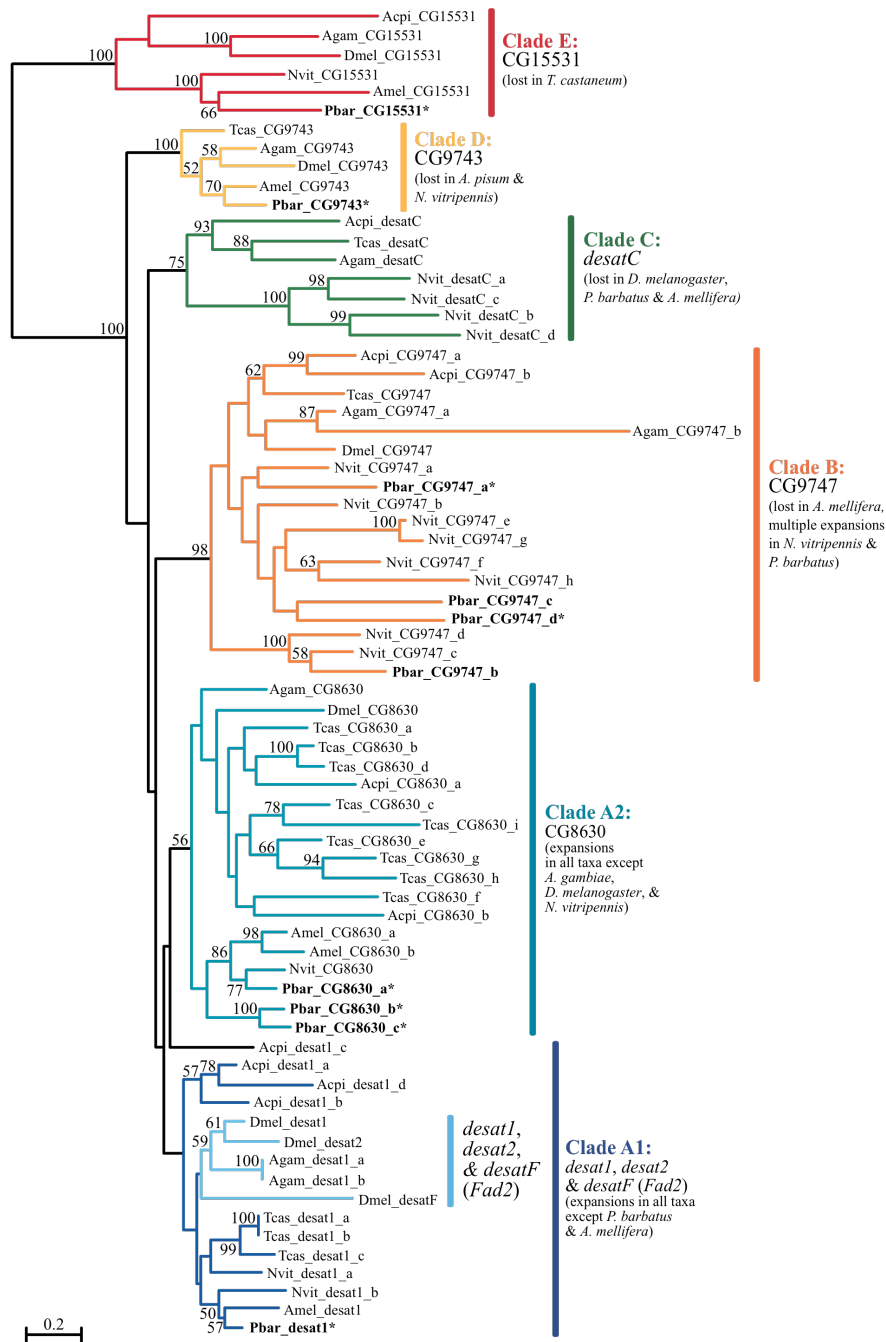 Acpi_CG15531
Agam_CG15531
100
Dmel_CG15531
100
Nvit_CG15531
100
Amel_CG15531
66
Pbar_CG15531*
Clade E:
CG15531
(lost in T. castaneum)
Tcas_CG9743
100
58
Agam_CG9743
Dmel_CG9743
52
70
Amel_CG9743
Pbar_CG9743*
Clade D:
CG9743
(lost in A. pisum &
N. vitripennis)
93
Acpi_desatC
88
Tcas_desatC
Agam_desatC
75
98
Nvit_desatC_a
100
Nvit_desatC_c
99
Nvit_desatC_b
Nvit_desatC_d
Clade C:
desatC
(lost in D. melanogaster,
P. barbatus & A. mellifera)
100
99
Acpi_CG9747_a
62
Acpi_CG9747_b
Tcas_CG9747
87
Agam_CG9747_a
Agam_CG9747_b
Dmel_CG9747
Nvit_CG9747_a
Pbar_CG9747_a*
Nvit_CG9747_b
100
Nvit_CG9747_e
Nvit_CG9747_g
98
63
Nvit_CG9747_f
Nvit_CG9747_h
Pbar_CG9747_c
Pbar_CG9747_d*
100
Nvit_CG9747_d
58
Nvit_CG9747_c
Pbar_CG9747_b
Clade B:
CG9747
(lost in A. mellifera,
multiple expansions
in N. vitripennis &
P. barbatus)
Agam_CG8630
Dmel_CG8630
Tcas_CG8630_a
100
Tcas_CG8630_b
Tcas_CG8630_d
Acpi_CG8630_a
78
Tcas_CG8630_c
Tcas_CG8630_i
56
66
Tcas_CG8630_e
94
Tcas_CG8630_g
Tcas_CG8630_h
Tcas_CG8630_f
Acpi_CG8630_b
98
Amel_CG8630_a
86
Amel_CG8630_b
Nvit_CG8630
77
Pbar_CG8630_a*
100
Pbar_CG8630_b*
Pbar_CG8630_c*
Clade A2:
CG8630
(expansions
in all taxa except
A. gambiae,
D. melanogaster, &
N. vitripennis)
Acpi_desat1_c
57
78
Acpi_desat1_a
Acpi_desat1_d
Acpi_desat1_b
61
Dmel_desat1
59
Dmel_desat2
100
Agam_desat1_a
Agam_desat1_b
Dmel_desatF
desat1,
desat2,
& desatF
(Fad2)
100
Tcas_desat1_a
Tcas_desat1_b
99
Tcas_desat1_c
Nvit_desat1_a
Nvit_desat1_b
50
Amel_desat1
57
Pbar_desat1*
Clade A1:
desat1, desat2
& desatF (Fad2)
(expansions in all taxa
except P. barbatus
& A. mellifera)
0.2